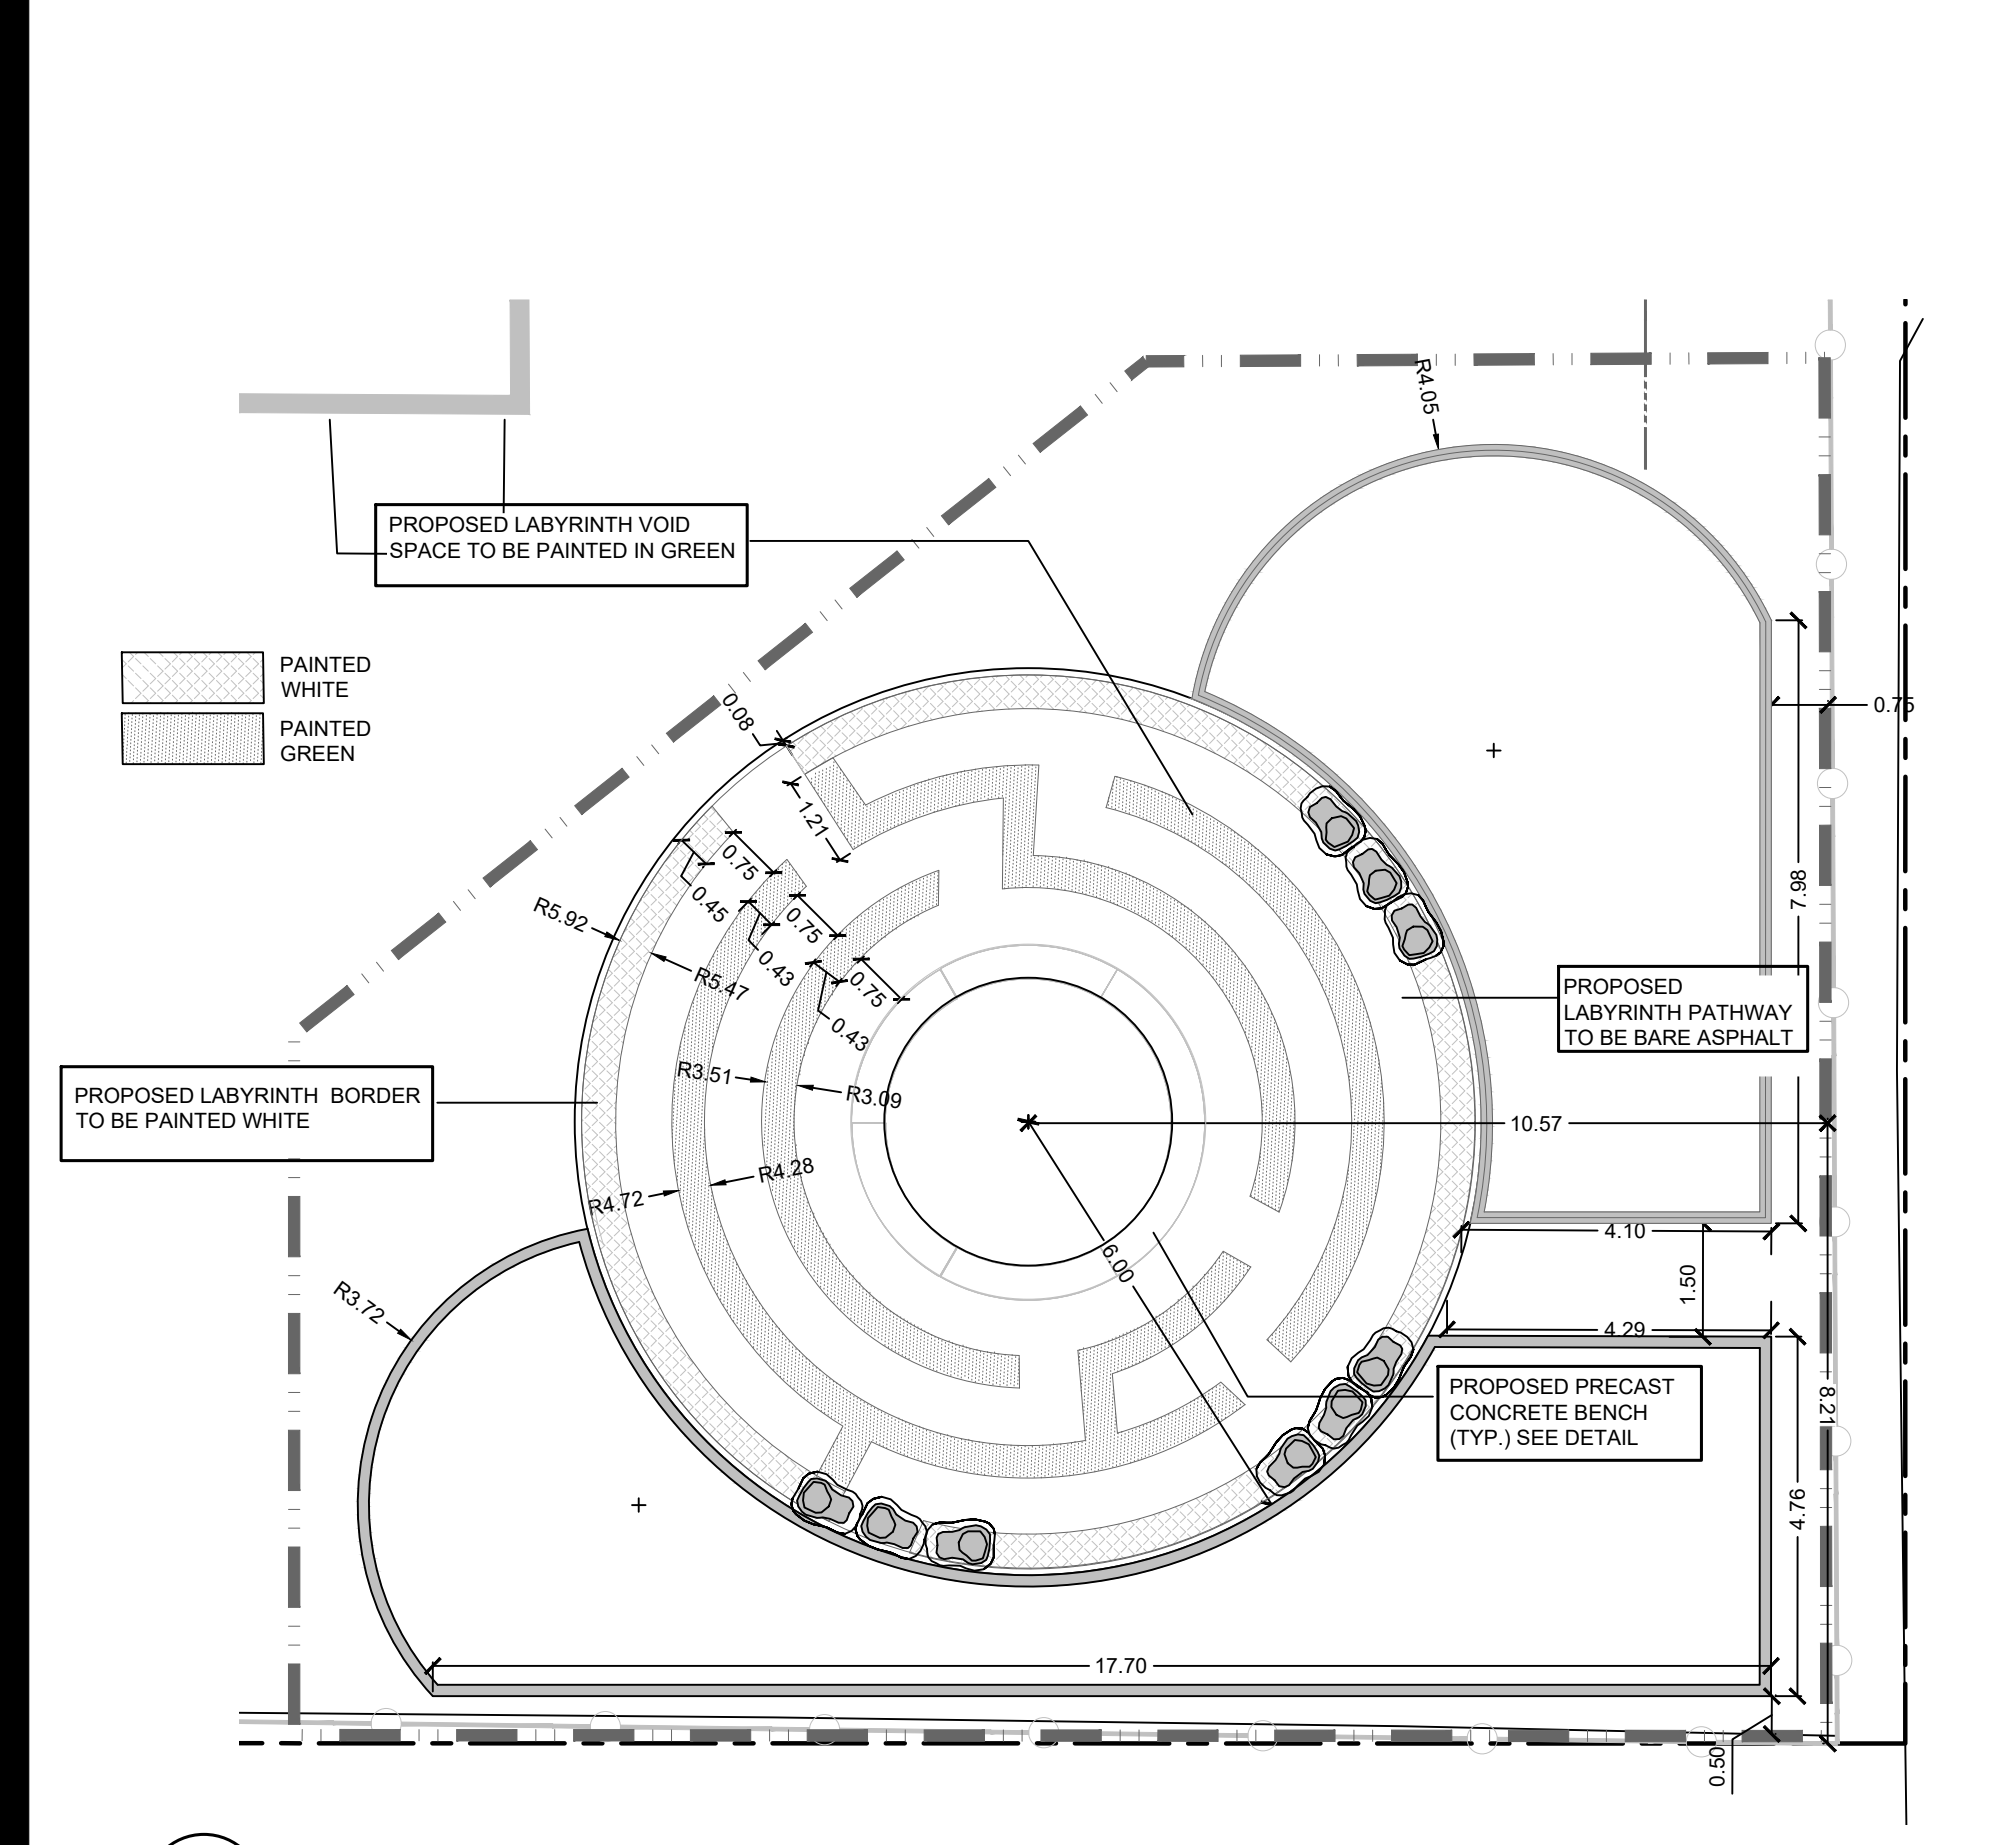 R4.05
PROPOSED LABYRINTH VOID
SPACE TO BE PAINTED IN GREEN
PAINTED
WHITE
PAINTED
GREEN
0.08
0.75
1.21
0.75
0.45
0.75
0.43
0.75
0.43
R5.92
R5.47
7.98
PROPOSED
LABYRINTH PATHWAY
TO BE BARE ASPHALT
PROPOSED LABYRINTH BORDER
TO BE PAINTED WHITE
R3.51
R3.09
10.57
R4.28
R4.72
6.00
4.10
1.50
R3.72
4.29
8.21
PROPOSED PRECAST
CONCRETE BENCH
(TYP.) SEE DETAIL
4.76
17.70
0.50